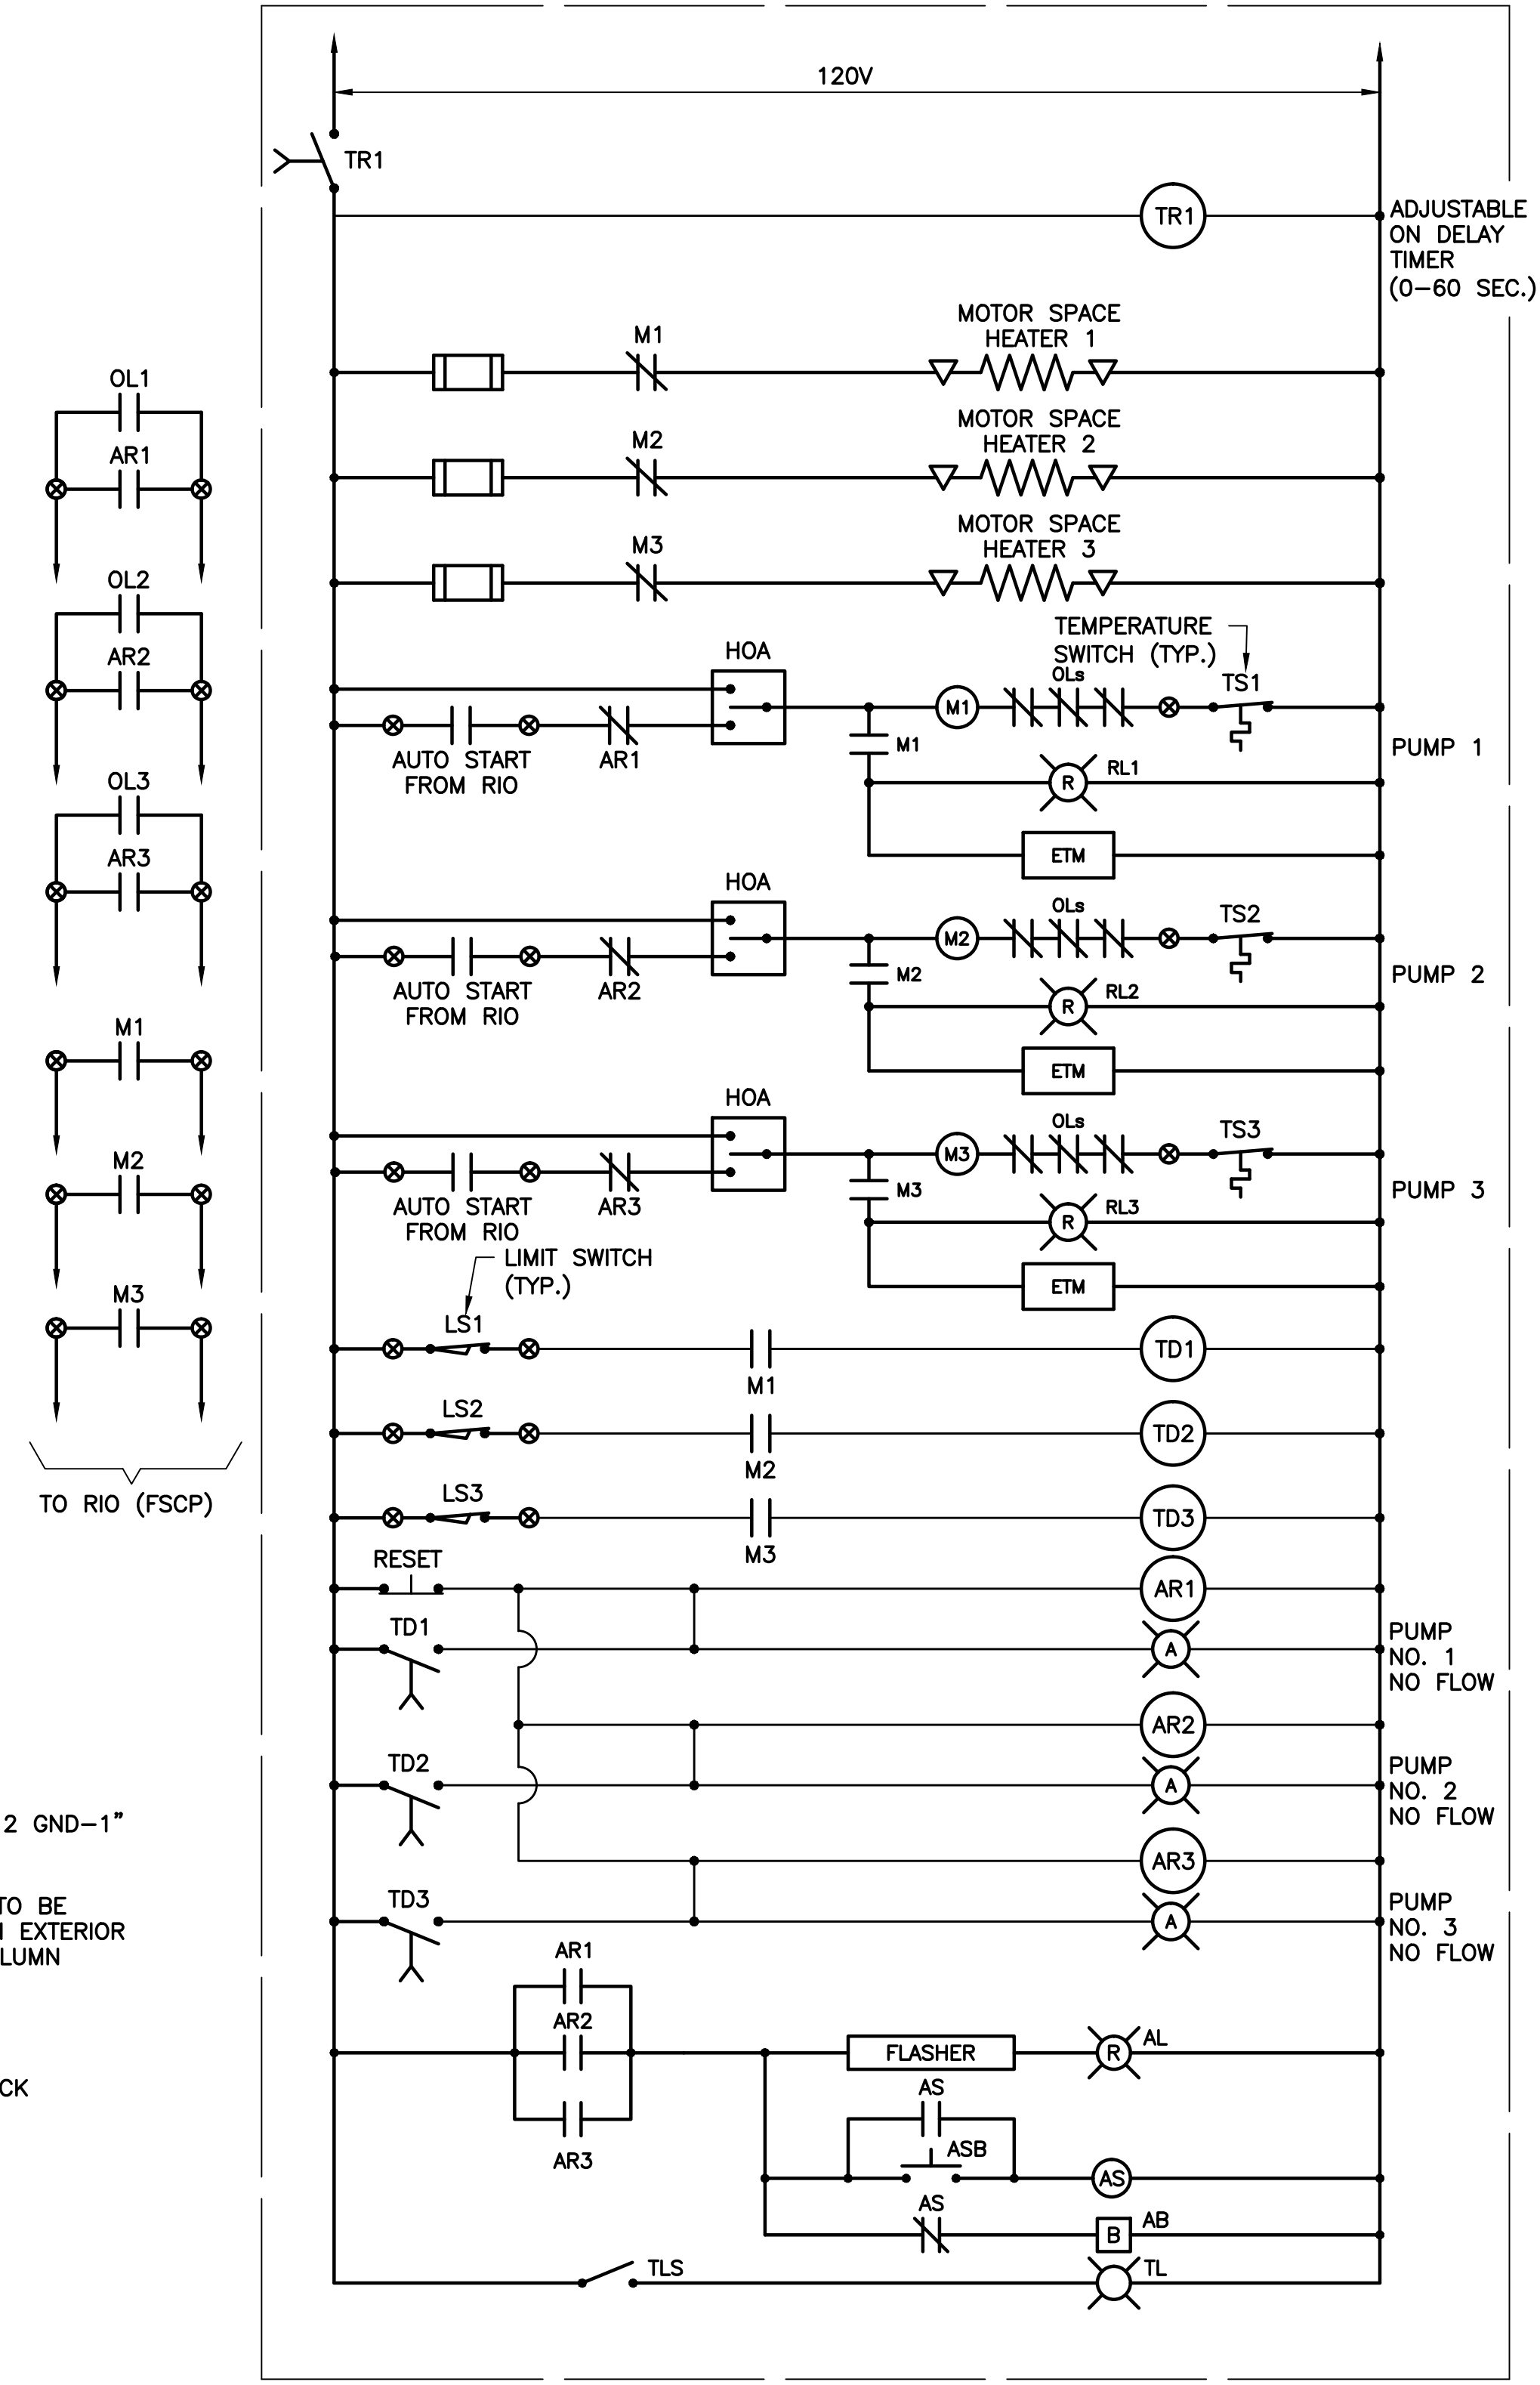 120V
TR1
TR1
ADJUSTABLE
ON DELAY
TIMER
(0-60 SEC.)
MOTOR SPACE
HEATER 1
M1
MOTOR SPACE
HEATER 2
M2
MOTOR SPACE
HEATER 3
M3
OL1
AR1
OL2
AR2
OL3
AR3
M1
M2
M3
TO RIO (FSCP)
TEMPERATURE
SWITCH (TYP.)
HOA
M1
OLs
TS1
AUTO START
FROM RIO
AR1
M1
R
RL1
ETM
PUMP 1
HOA
M2
OLs
TS2
AUTO START
FROM RIO
AR2
M2
R
RL2
ETM
PUMP 2
HOA
M3
OLs
TS3
AUTO START
FROM RIO
AR3
M3
R
RL3
ETM
PUMP 3
LIMIT SWITCH
(TYP.)
LS1
M1
TD1
LS2
M2
TD2
LS3
M3
TD3
RESET
AR1
TD1
A
PUMP
NO. 1
NO FLOW
AR2
TD2
A
PUMP
NO. 2
NO FLOW
AR3
TD3
A
PUMP
NO. 3
NO FLOW
2 GND-1"
TO BE
EXTERIOR
LUMN
CK
AR1
AR2
AR3
FLASHER
R
AL
AS
ASB
AS
AS
B
AB
TLS
TL